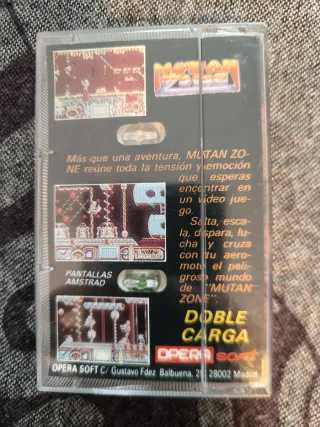 MUTAN
ZONE
Más que una aventura, MUTAN ZO-
NE reúne toda la tensión y emoción
que esperas
encontrar en
un video jue-
go.
Salta, esca-
la, dispara, lu-
cha y cruza
con tu aero-
moto el peli-
groso mundo
de "MUTAN
ZONE".
PANTALLAS
AMSTRAD
DOBLE
CARGA
OPERA SOFT
OPERA SOFT C/ Gustavo Fdez. Balbuena, 25 28002 Madrid